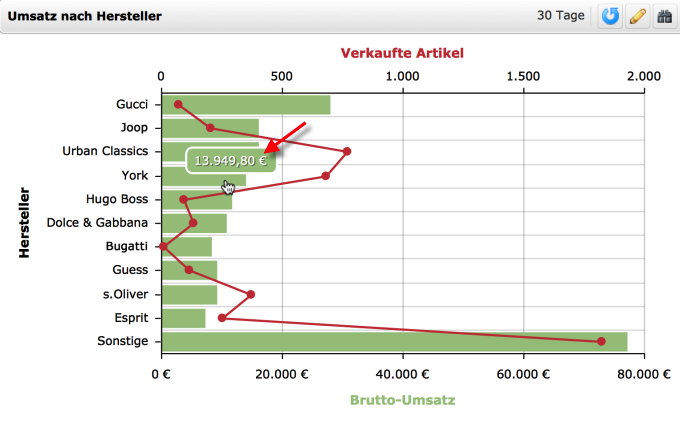 Umsatz nach Hersteller 30 Tage
Verkaufte Artikel
0 500 1.000 1.500 2.000
Gucci
Joop
Urban Classics
13.949,80 €
York
Hugo Boss
Dolce & Gabbana
Bugatti
Guess
s.Oliver
Esprit
Sonstige
Hersteller
0 € 20.000 € 40.000 € 60.000 € 80.000 €
Brutto-Umsatz